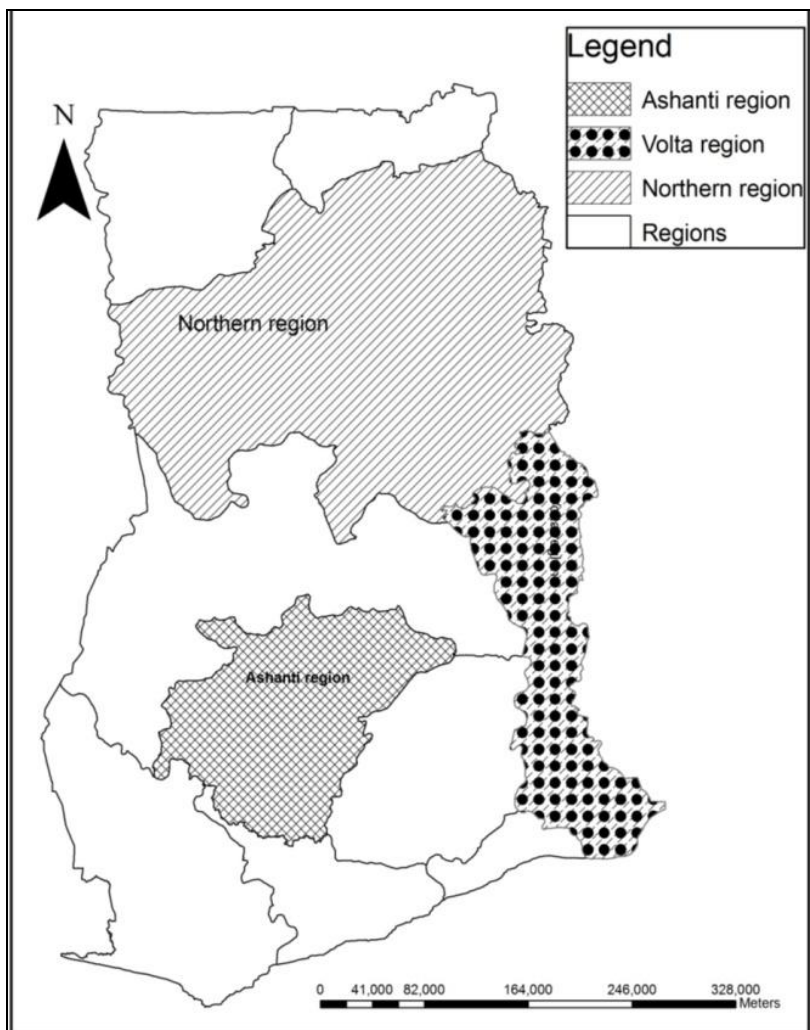 Legend
Ashanti region
Volta region
Northern region
Regions
N
Northern region
Ashanti region
0 41,000 82,000 164,000 246,000 328,000
Meters